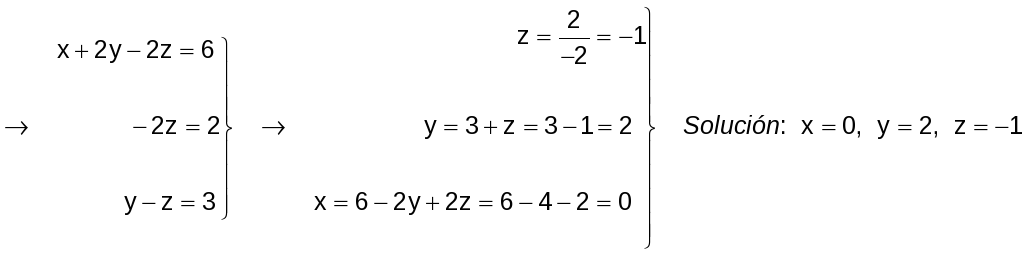 x + 2y − 2z = 6
→ − 2z = 2
y − z = 3
z = 2/−2 = −1
→ y = 3 + z = 3 − 1 = 2
x = 6 − 2y + 2z = 6 − 4 − 2 = 0
Solución: x = 0, y = 2, z = −1